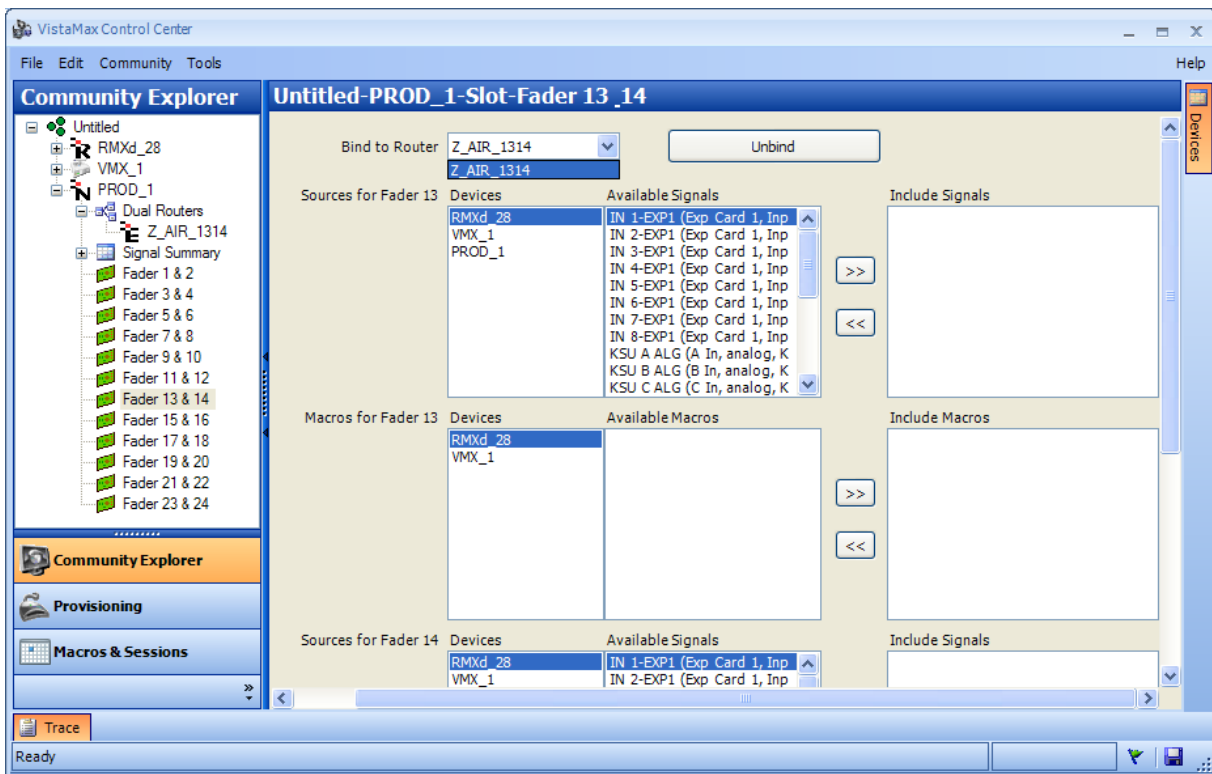 VistaMax Control Center
File Edit Community Tools Help
Community Explorer
Untitled
RMXd_28
VMX_1
PROD_1
Dual Routers
Z_AIR_1314
Signal Summary
Fader 1 & 2
Fader 3 & 4
Fader 5 & 6
Fader 7 & 8
Fader 9 & 10
Fader 11 & 12
Fader 13 & 14
Fader 15 & 16
Fader 17 & 18
Fader 19 & 20
Fader 21 & 22
Fader 23 & 24
Community Explorer
Provisioning
Macros & Sessions
Untitled-PROD_1-Slot-Fader 13 _14
Bind to Router Z_AIR_1314 Unbind
Z_AIR_1314
Sources for Fader 13 Devices Available Signals Include Signals
RMXd_28
VMX_1
PROD_1
IN 1-EXP1 (Exp Card 1, Inp
IN 2-EXP1 (Exp Card 1, Inp
IN 3-EXP1 (Exp Card 1, Inp
IN 4-EXP1 (Exp Card 1, Inp
IN 5-EXP1 (Exp Card 1, Inp
IN 6-EXP1 (Exp Card 1, Inp
IN 7-EXP1 (Exp Card 1, Inp
IN 8-EXP1 (Exp Card 1, Inp
KSU A ALG (A In, analog, K
KSU B ALG (B In, analog, K
KSU C ALG (C In, analog, K
>>
<<
Macros for Fader 13 Devices Available Macros Include Macros
RMXd_28
VMX_1
>>
<<
Sources for Fader 14 Devices Available Signals Include Signals
RMXd_28
VMX_1
IN 1-EXP1 (Exp Card 1, Inp
IN 2-EXP1 (Exp Card 1, Inp
Devices
Trace
Ready